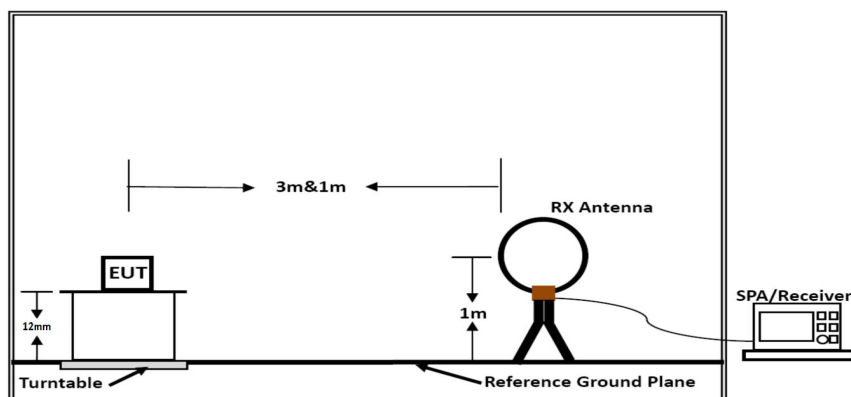 3m&1m
RX Antenna
EUT
SPA/Receiver
12mm
1m
Turntable
Reference Ground Plane